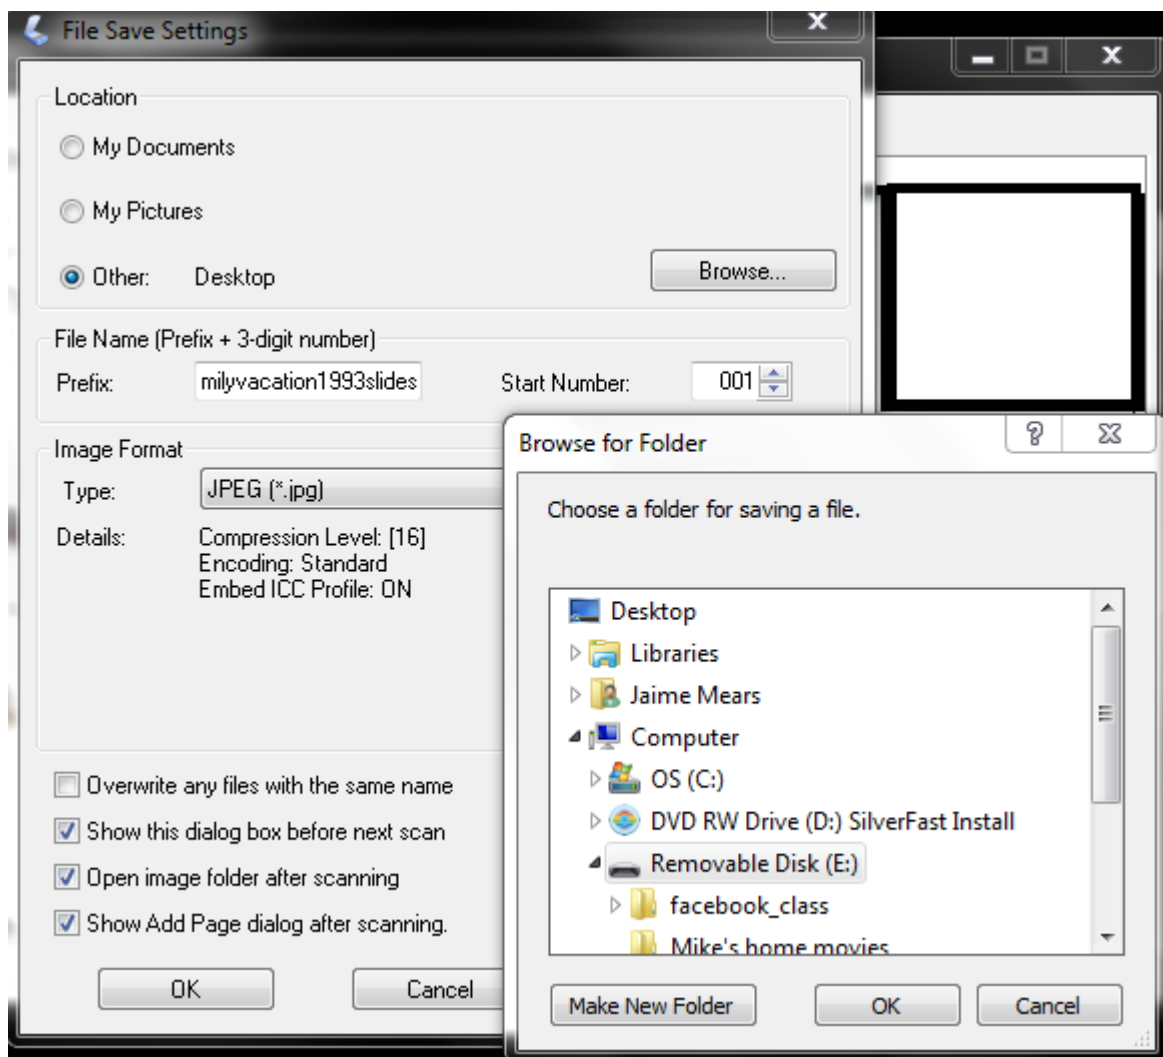 File Save Settings
Location
My Documents
My Pictures
Other: Desktop
Browse...
File Name (Prefix + 3-digit number)
Prefix: milyvacation1993slides
Start Number: 001
Image Format
Type: JPEG (*.jpg)
Details: Compression Level: [16]
Encoding: Standard
Embed ICC Profile: ON
Overwrite any files with the same name
Show this dialog box before next scan
Open image folder after scanning
Show Add Page dialog after scanning.
OK
Cancel
Browse for Folder
Choose a folder for saving a file.
Desktop
Libraries
Jaime Mears
Computer
OS (C:)
DVD RW Drive (D:) SilverFast Install
Removable Disk (E:)
facebook_class
Mike's home movies
Make New Folder
OK
Cancel